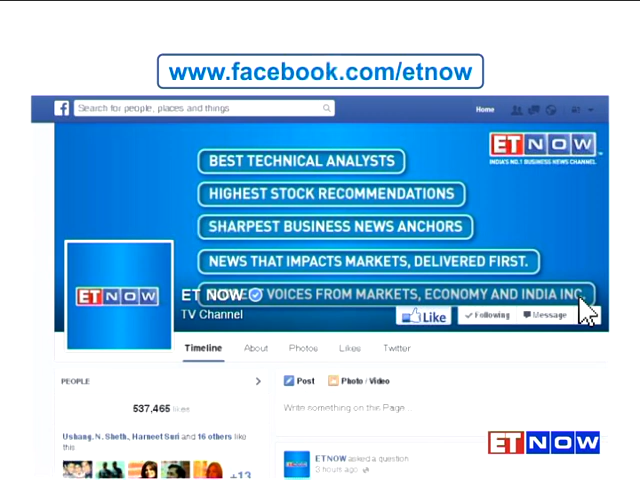 www.facebook.com/etnow
Search for people, places and things
Home
ET NOW
INDIA'S NO.1 BUSINESS NEWS CHANNEL
BEST TECHNICAL ANALYSTS
HIGHEST STOCK RECOMMENDATIONS
SHARPEST BUSINESS NEWS ANCHORS
NEWS THAT IMPACTS MARKETS, DELIVERED FIRST.
VOICES FROM MARKETS, ECONOMY AND INDIA INC.
ET NOW
ET NOW
TV Channel
Like
Following
Message
Timeline About Photos Likes Twitter
PEOPLE
537,465 likes
Ushang. N. Sheth, Harneet Suri and 16 others like
this
+13
Post Photo / Video
Write something on this Page...
ET NOW
ETNOW asked a question
3 hours ago